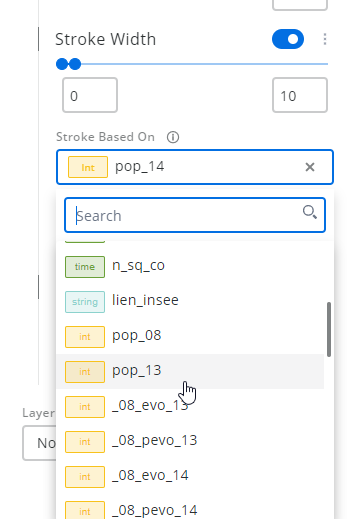 Stroke Width
0
10
Stroke Based On
Int pop_14
Search
time n_sq_co
string lien_insee
int pop_08
int pop_13
int _08_evo_13
int _08_pevo_13
int _08_evo_14
int _08_pevo_14
Layer
No